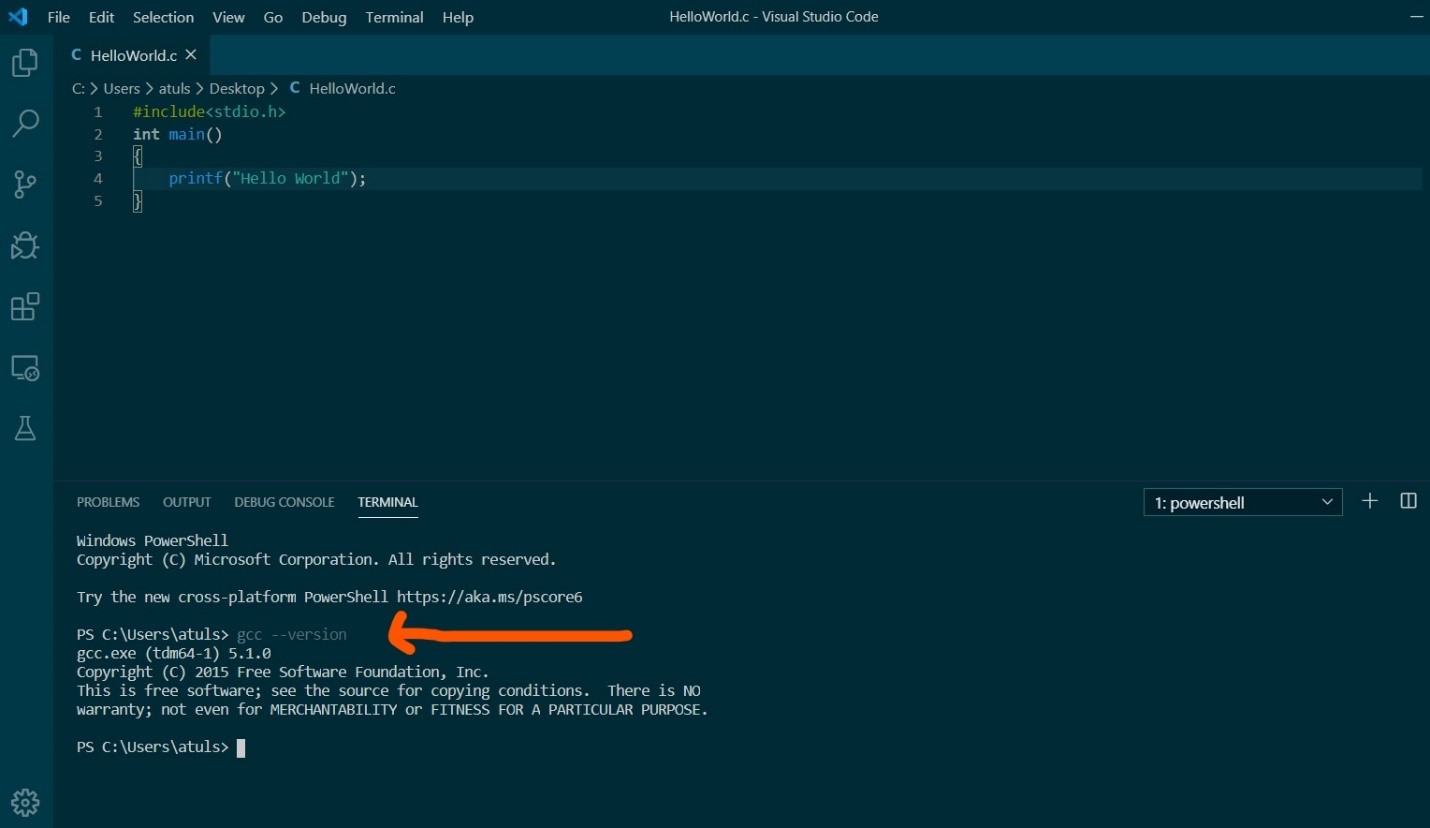 File Edit Selection View Go Debug Terminal Help HelloWorld.c - Visual Studio Code
C HelloWorld.c
C: > Users > atuls > Desktop > C HelloWorld.c
1 #include<stdio.h>
2 int main()
3 {
4     printf("Hello World");
5 }
PROBLEMS OUTPUT DEBUG CONSOLE TERMINAL 1: powershell
Windows PowerShell
Copyright (C) Microsoft Corporation. All rights reserved.
Try the new cross-platform PowerShell https://aka.ms/pscore6
PS C:\Users\atuls> gcc --version
gcc.exe (tdm64-1) 5.1.0
Copyright (C) 2015 Free Software Foundation, Inc.
This is free software; see the source for copying conditions.  There is NO
warranty; not even for MERCHANTABILITY or FITNESS FOR A PARTICULAR PURPOSE.
PS C:\Users\atuls>